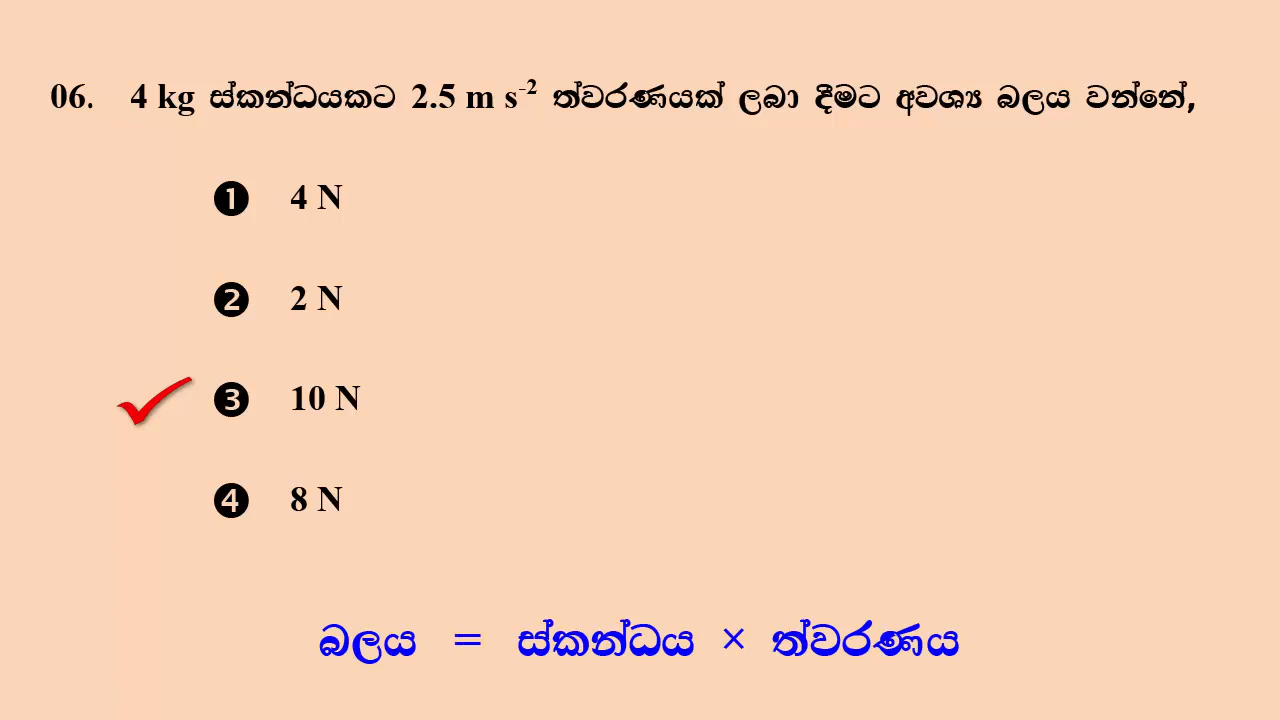 06. 4 kg ස්කන්ධයකට 2.5 m s⁻² ත්වරණයක් ලබා දීමට අවශ්‍ය බලය වන්නේ,
❶ 4 N
❷ 2 N
❸ 10 N
❹ 8 N
බලය = ස්කන්ධය × ත්වරණය